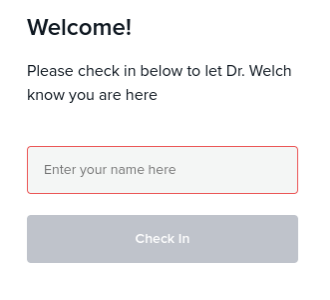 Welcome!
Please check in below to let Dr. Welch
know you are here
Enter your name here
Check In